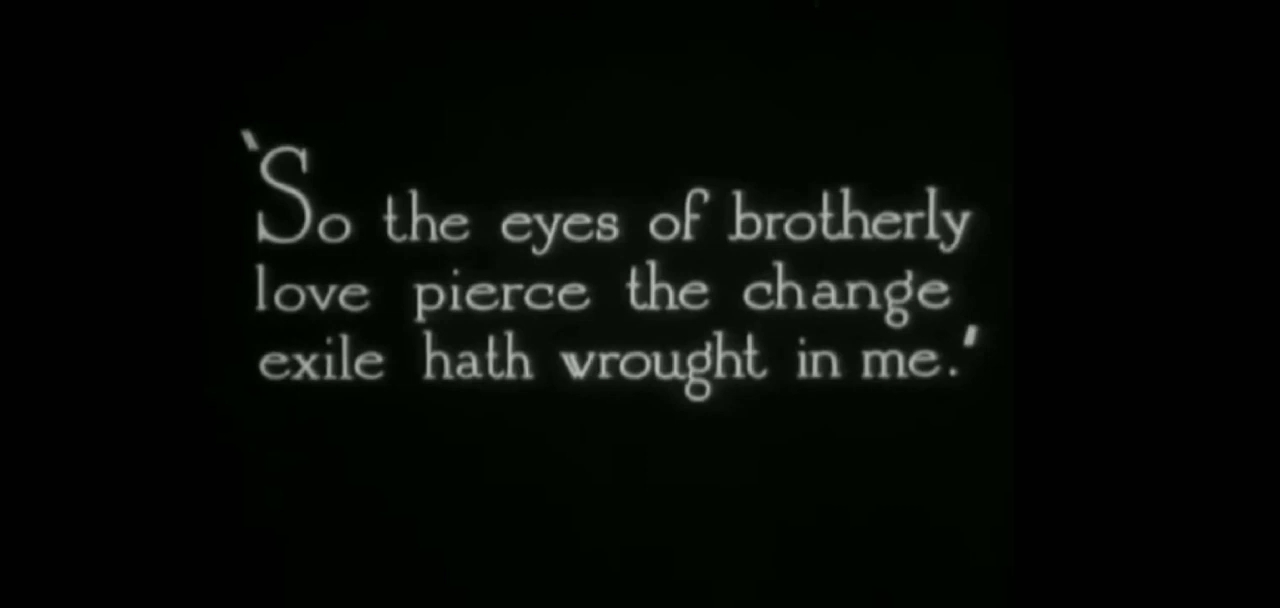 'So the eyes of brotherly
love pierce the change
exile hath wrought in me.'